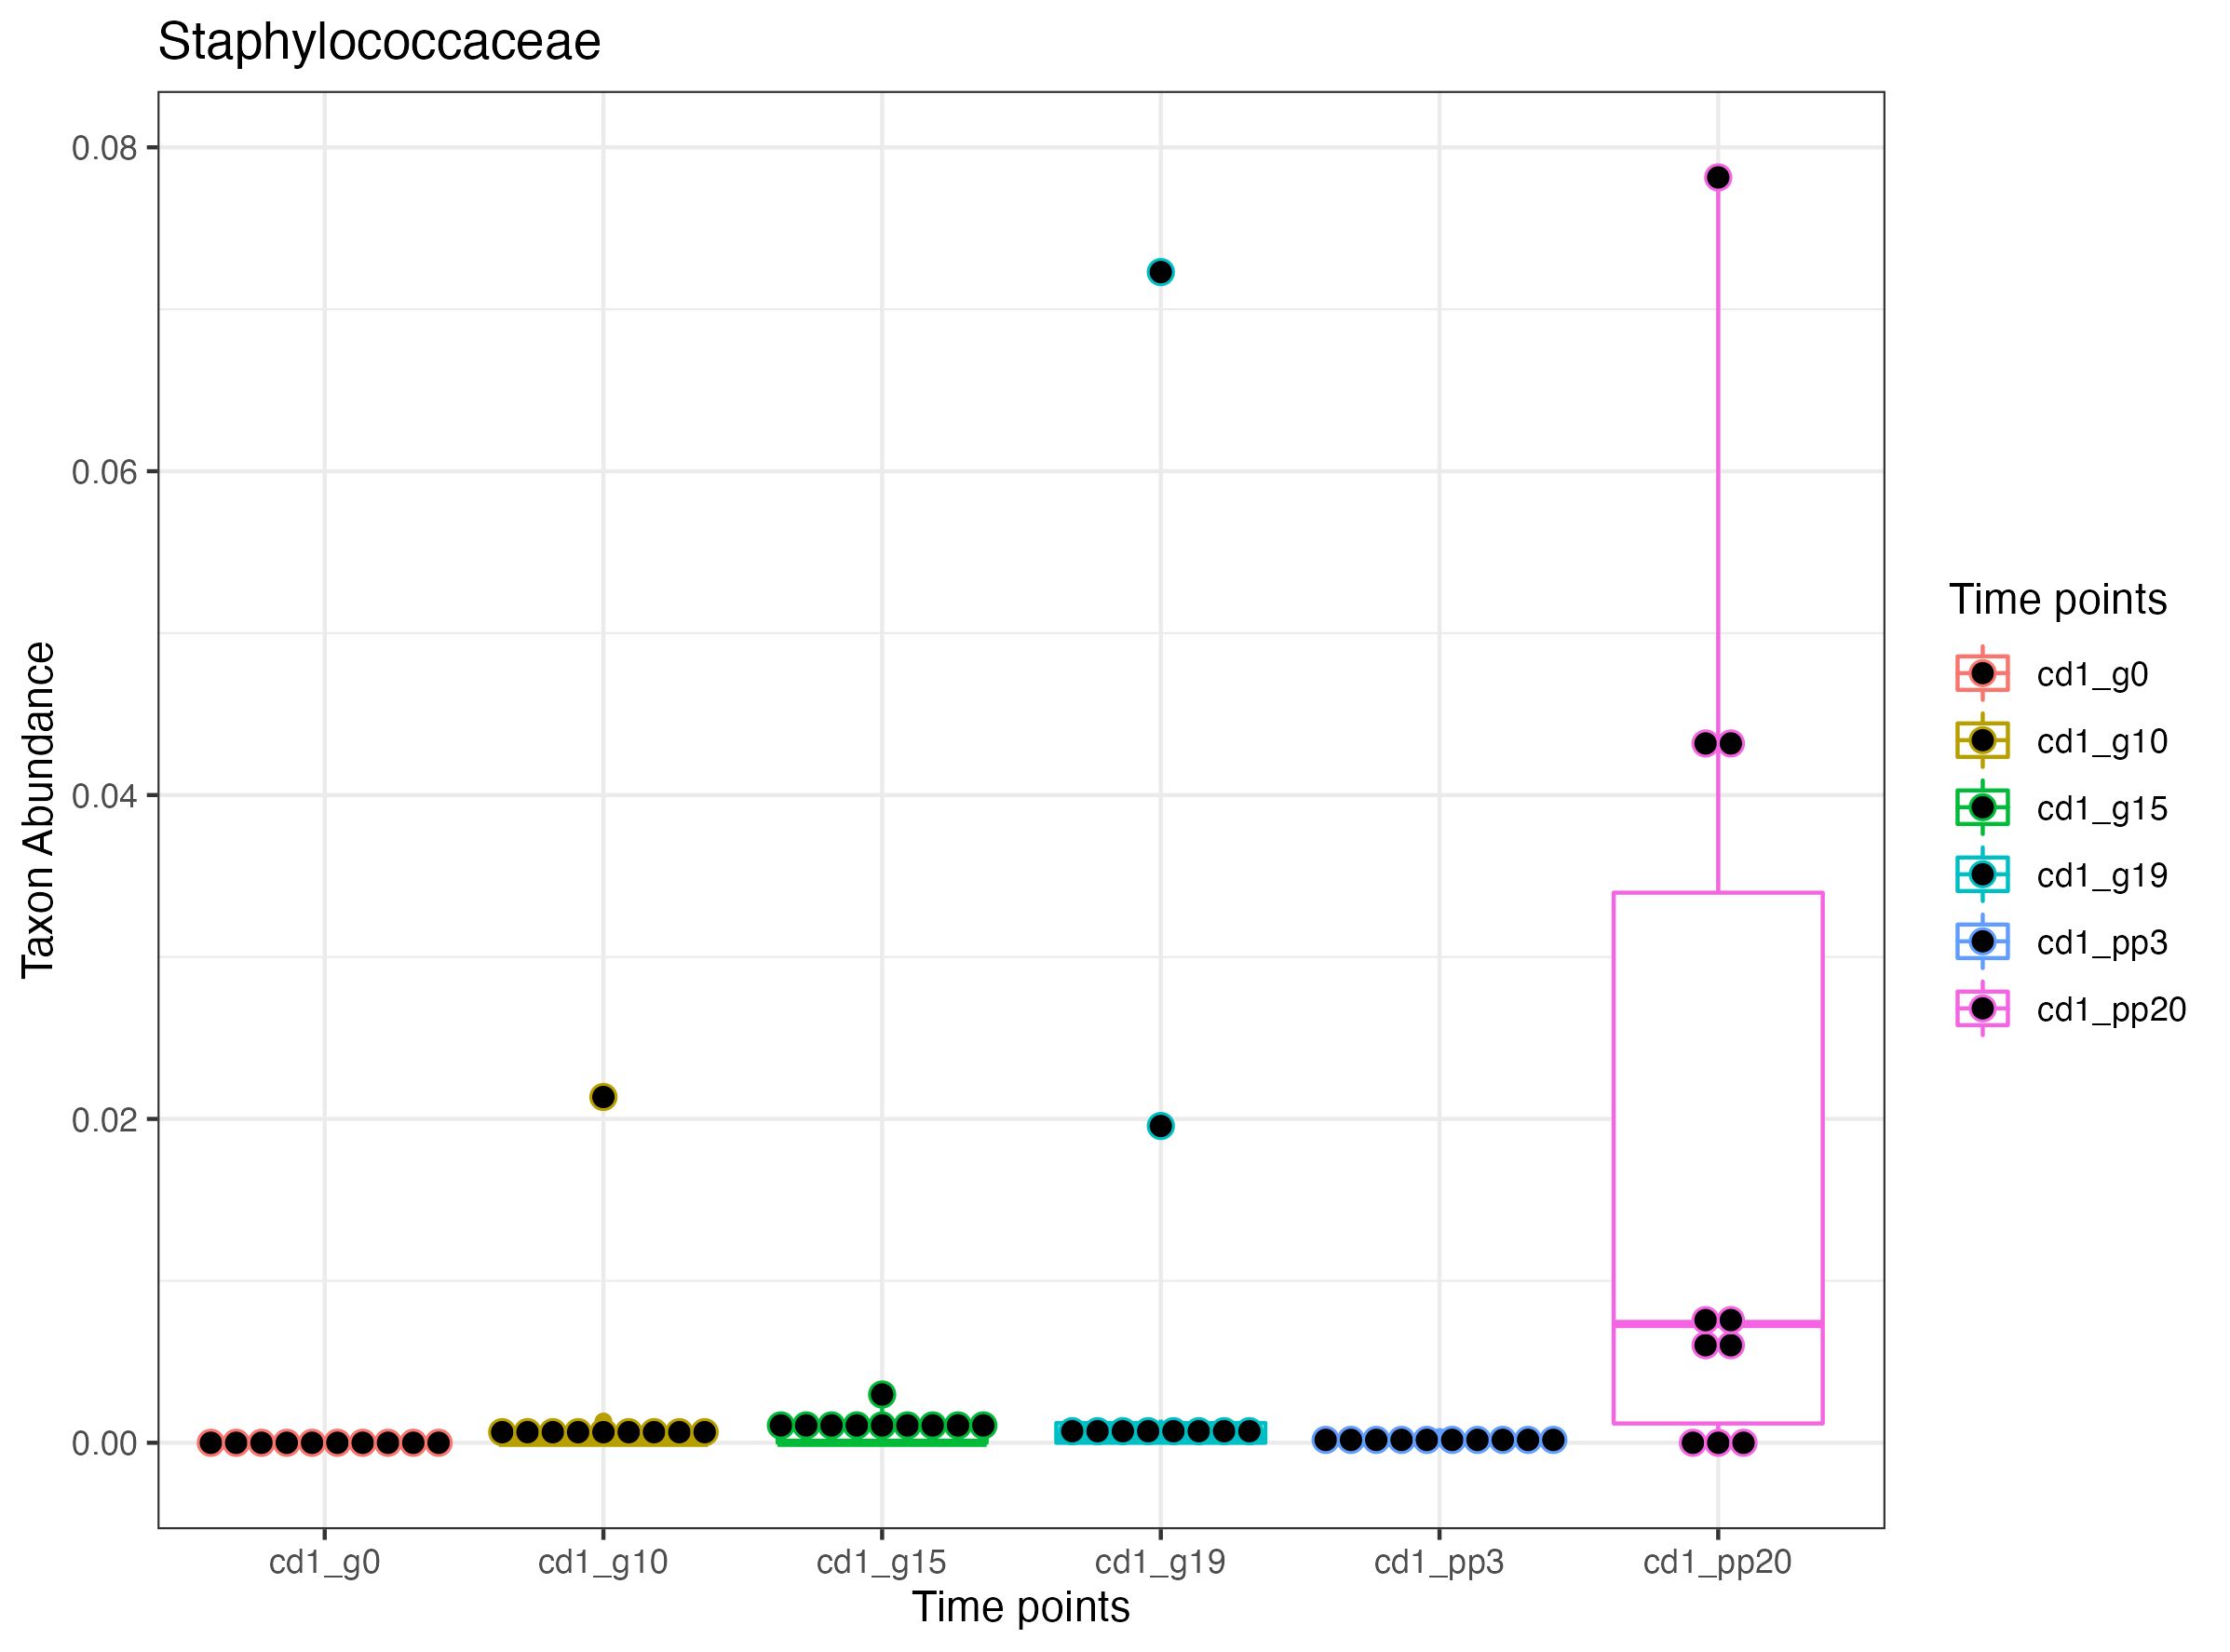 Staphylococcaceae
Taxon Abundance
0.08
0.06
0.04
0.02
0.00
cd1_g0
cd1_g10
cd1_g15
cd1_g19
cd1_pp3
cd1_pp20
Time points
Time points
cd1_g0
cd1_g10
cd1_g15
cd1_g19
cd1_pp3
cd1_pp20